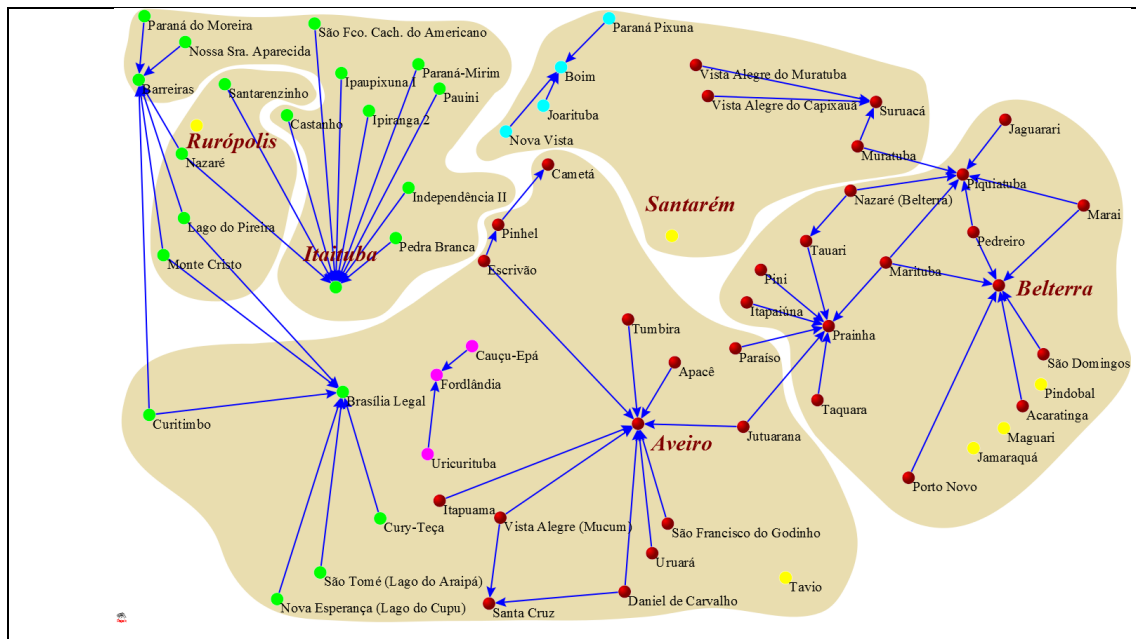 Paraná do Moreira
São Fco. Cach. do Americano
Paraná Pixuna
Nossa Sra. Aparecida
Barreiras
Santarenzinho
Ipaupixuna I
Paraná-Mirim
Pauini
Boim
Vista Alegre do Muratuba
Vista Alegre do Capixauã
Suruacá
Joarituba
Castanho
Ipiranga 2
Rurópolis
Nova Vista
Jaguarari
Nazaré
Muratuba
Cametá
Piquiatuba
Independência II
Nazaré (Belterra)
Santarém
Marai
Lago do Pireira
Pinhel
Pedreiro
Itaituba
Pedra Branca
Tauari
Monte Cristo
Escrivão
Marituba
Pini
Belterra
Itapaiúna
Tumbira
Prainha
Cauçu-Epá
Paraíso
São Domingos
Apacê
Fordlândia
Pindobal
Brasília Legal
Taquara
Acaratinga
Curitimbo
Jutuarana
Maguari
Aveiro
Jamaraquá
Uricurituba
Porto Novo
Itapuama
Cury-Teça
Vista Alegre (Mucum)
São Francisco do Godinho
Uruará
São Tomé (Lago do Araipá)
Tavio
Nova Esperança (Lago do Cupu)
Santa Cruz
Daniel de Carvalho